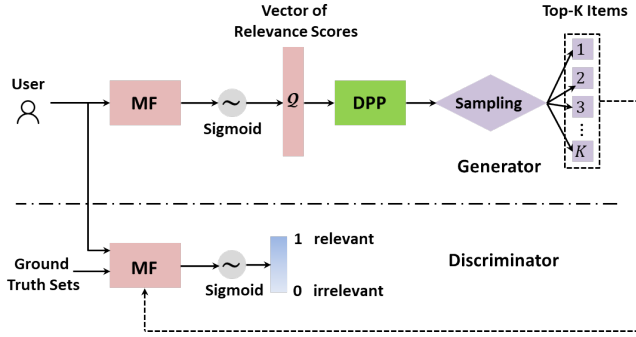 Vector of
Relevance Scores
Top-K Items
User
MF
~
Sigmoid
Q
DPP
Sampling
1
2
3
⋮
K
Generator
Ground
Truth Sets
MF
~
Sigmoid
1 relevant
0 irrelevant
Discriminator